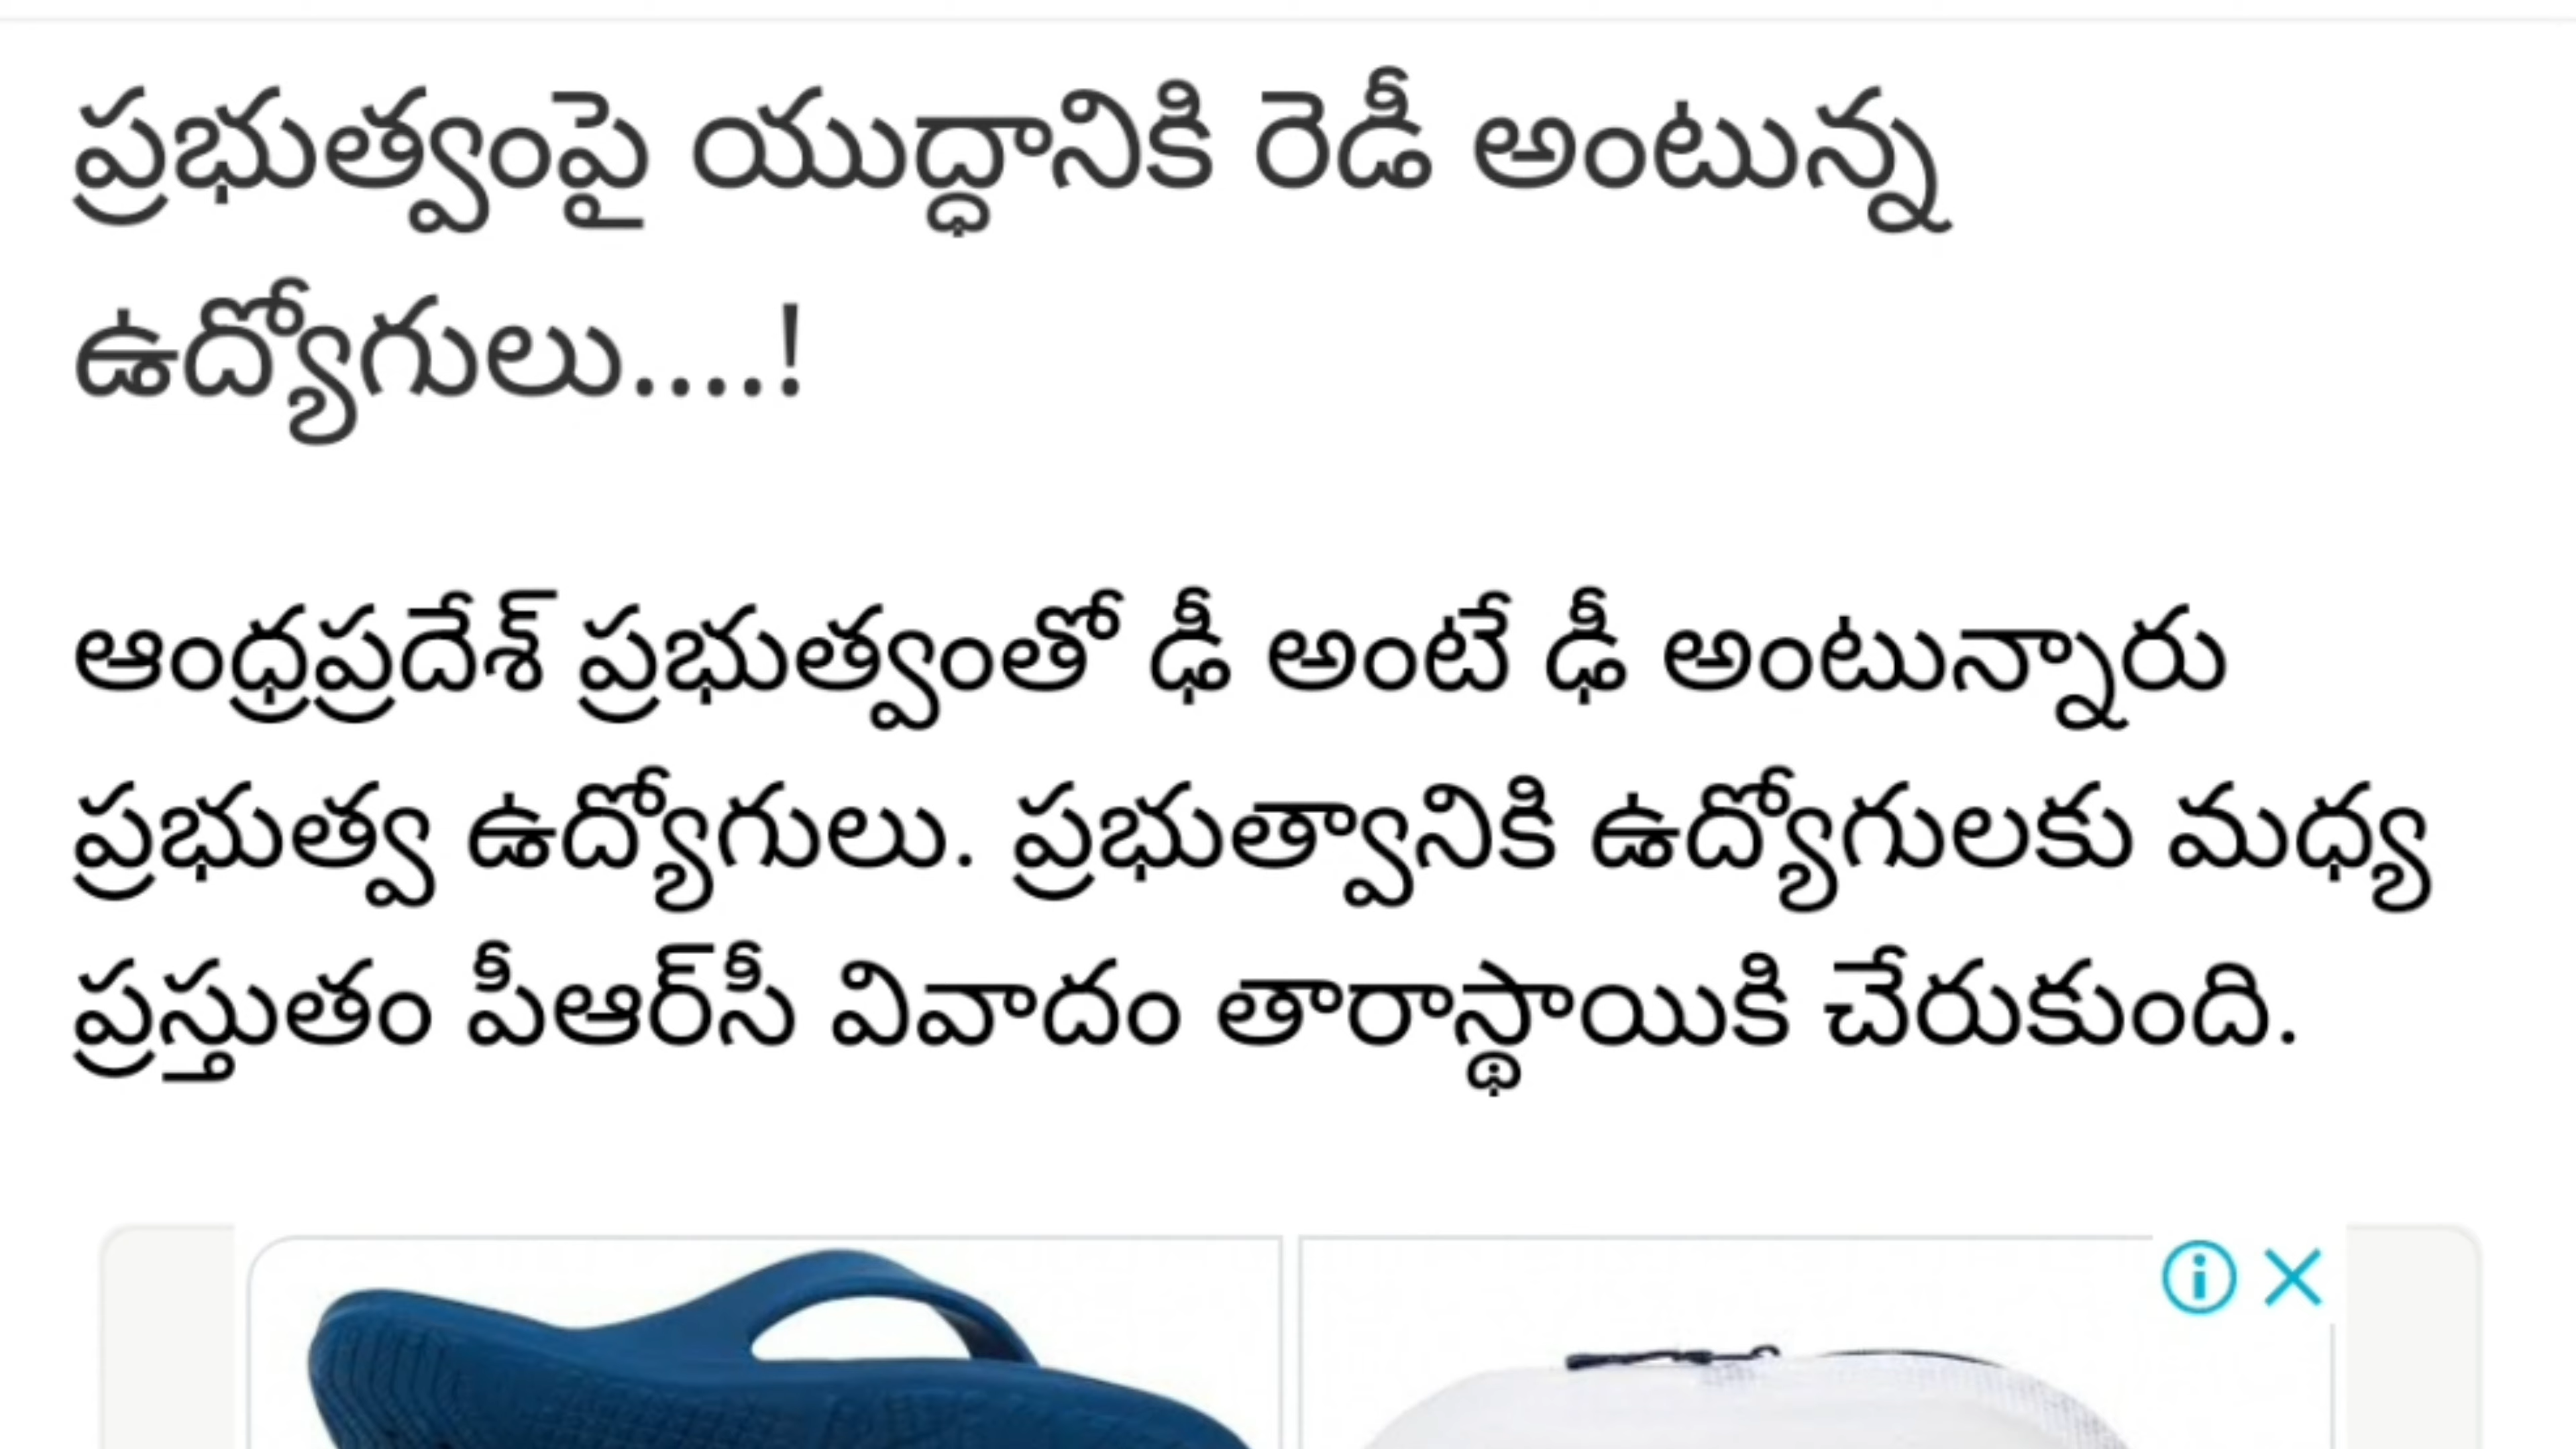 ప్రభుత్వంపై యుద్ధానికి రెడీ అంటున్న
ఉద్యోగులు....!
ఆంధ్రప్రదేశ్ ప్రభుత్వంతో ఢీ అంటే ఢీ అంటున్నారు
ప్రభుత్వ ఉద్యోగులు. ప్రభుత్వానికి ఉద్యోగులకు మధ్య
ప్రస్తుతం పీఆర్‌సీ వివాదం తారాస్థాయికి చేరుకుంది.